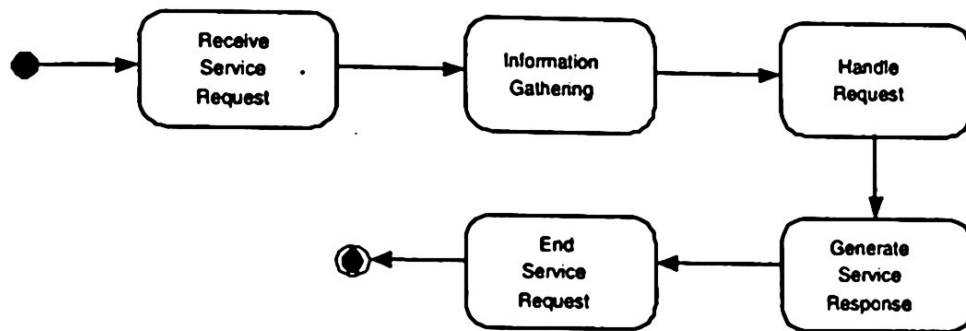 Receive
Service
Request
Information
Gathering
Handle
Request
Generate
Service
Response
End
Service
Request